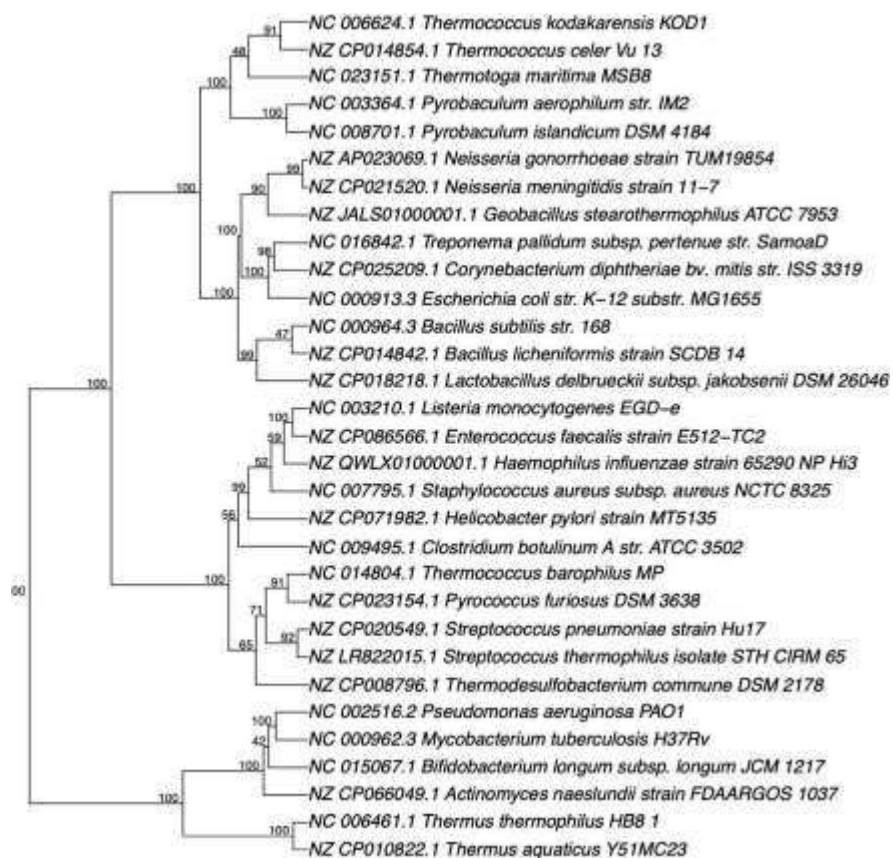 91 NC 006624.1 Thermococcus kodakarensis KOD1
48 NZ CP014854.1 Thermococcus celer Vu 13
NC 023151.1 Thermotoga maritima MSB8
100 NC 003364.1 Pyrobaculum aerophilum str. IM2
100 NC 008701.1 Pyrobaculum islandicum DSM 4184
99 NZ AP023069.1 Neisseria gonorrhoeae strain TUM19854
100 90 NZ CP021520.1 Neisseria meningitidis strain 11-7
NZ JALS01000001.1 Geobacillus stearothermophilus ATCC 7953
100 98 NC 016842.1 Treponema pallidum subsp. pertenue str. SamoaD
100 NZ CP025209.1 Corynebacterium diphtheriae bv. mitis str. ISS 3319
100 NC 000913.3 Escherichia coli str. K-12 substr. MG1655
47 NC 000964.3 Bacillus subtilis str. 168
99 NZ CP014842.1 Bacillus licheniformis strain SCDB 14
100 NZ CP018218.1 Lactobacillus delbrueckii subsp. jakobsenii DSM 26046
100 NC 003210.1 Listeria monocytogenes EGD-e
59 NZ CP086566.1 Enterococcus faecalis strain E512-TC2
52 NZ QWLX01000001.1 Haemophilus influenzae strain 65290 NP Hi3
99 NC 007795.1 Staphylococcus aureus subsp. aureus NCTC 8325
56 NZ CP071982.1 Helicobacter pylori strain MT5135
NC 009495.1 Clostridium botulinum A str. ATCC 3502
00 100 91 NC 014804.1 Thermococcus barophilus MP
71 NZ CP023154.1 Pyrococcus furiosus DSM 3638
92 NZ CP020549.1 Streptococcus pneumoniae strain Hu17
65 NZ LR822015.1 Streptococcus thermophilus isolate STH CIRM 65
NZ CP008796.1 Thermodesulfobacterium commune DSM 2178
100 NC 002516.2 Pseudomonas aeruginosa PAO1
42 NC 000962.3 Mycobacterium tuberculosis H37Rv
100 NC 015067.1 Bifidobacterium longum subsp. longum JCM 1217
100 NZ CP066049.1 Actinomyces naeslundii strain FDAARGOS 1037
100 NC 006461.1 Thermus thermophilus HB8 1
NZ CP010822.1 Thermus aquaticus Y51MC23